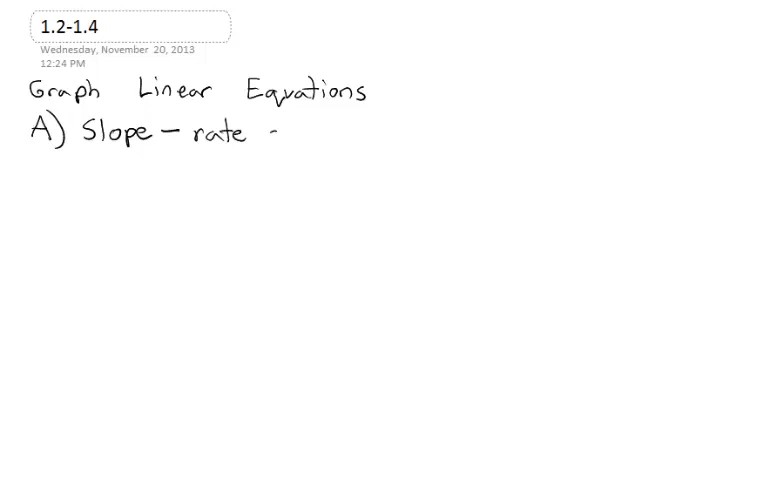 1.2-1.4
Wednesday, November 20, 2013
12:24 PM
Graph Linear Equations
A) Slope – rate